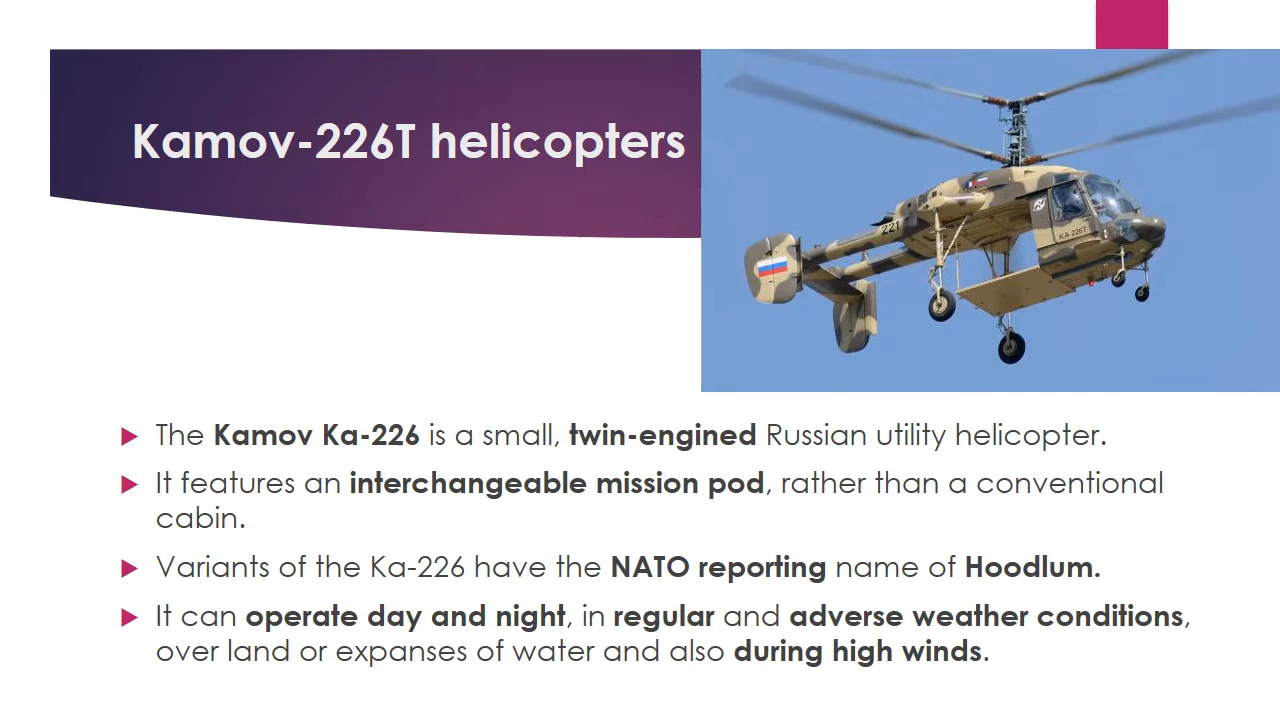 Kamov-226T helicopters
221
KA-226T
The Kamov Ka-226 is a small, twin-engined Russian utility helicopter.
It features an interchangeable mission pod, rather than a conventional
cabin.
Variants of the Ka-226 have the NATO reporting name of Hoodlum.
It can operate day and night, in regular and adverse weather conditions,
over land or expanses of water and also during high winds.